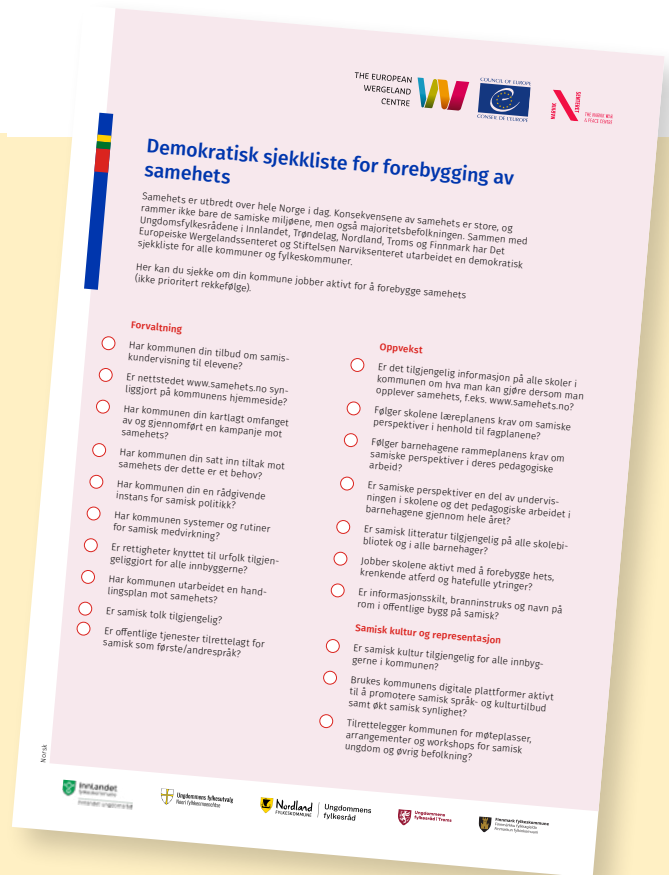 THE EUROPEAN
WERGELAND
CENTRE
COUNCIL OF EUROPE
CONSEIL DE L'EUROPE
NARVIK
SENTERET
THE NARVIK WAR
& PEACE CENTER
Demokratisk sjekkliste for forebygging av
samehets
Samehets er utbredt over hele Norge i dag. Konsekvensene av samehets er store, og
rammer ikke bare de samiske miljøene, men også majoritetsbefolkningen. Sammen med
Ungdomsfylkesrådene i Innlandet, Trøndelag, Nordland, Troms og Finnmark har Det
Europeiske Wergelandssenteret og Stiftelsen Narviksenteret utarbeidet en demokratisk
sjekkliste for alle kommuner og fylkeskommuner.
Her kan du sjekke om din kommune jobber aktivt for å forebygge samehets
(ikke prioritert rekkefølge).
Forvaltning
Har kommunen din tilbud om samis-
kundervisning til elevene?
Er nettstedet www.samehets.no syn-
liggjort på kommunens hjemmeside?
Har kommunen din kartlagt omfanget
av og gjennomført en kampanje mot
samehets?
Har kommunen din satt inn tiltak mot
samehets der dette er et behov?
Har kommunen din en rådgivende
instans for samisk politikk?
Har kommunen systemer og rutiner
for samisk medvirkning?
Er rettigheter knyttet til urfolk tilgjen-
geliggjort for alle innbyggerne?
Har kommunen utarbeidet en hand-
lingsplan mot samehets?
Er samisk tolk tilgjengelig?
Er offentlige tjenester tilrettelagt for
samisk som første/andrespråk?
Oppvekst
Er det tilgjengelig informasjon på alle skoler i
kommunen om hva man kan gjøre dersom man
opplever samehets, f.eks. www.samehets.no?
Følger skolene læreplanens krav om samiske
perspektiver i henhold til fagplanene?
Følger barnehagene rammeplanens krav om
samiske perspektiver i deres pedagogiske
arbeid?
Er samiske perspektiver en del av undervis-
ningen i skolene og det pedagogiske arbeidet i
barnehagene gjennom hele året?
Er samisk litteratur tilgjengelig på alle skolebi-
bliotek og i alle barnehager?
Jobber skolene aktivt med å forebygge hets,
krenkende atferd og hatefulle ytringer?
Er informasjonsskilt, branninstruks og navn på
rom i offentlige bygg på samisk?
Samisk kultur og representasjon
Er samisk kultur tilgjengelig for alle innbyg-
gerne i kommunen?
Brukes kommunens digitale plattformer aktivt
til å promotere samisk språk- og kulturtilbud
samt økt samisk synlighet?
Tilrettelegger kommunen for møteplasser,
arrangementer og workshops for samisk
ungdom og øvrig befolkning?
Norsk
Innlandet
Ungdommens fylkesutvalg
Nordland
FYLKESKOMMUNE
Ungdommens
fylkesråd
Ungdommens
fylkesråd i Troms
Finnmark fylkeskommune